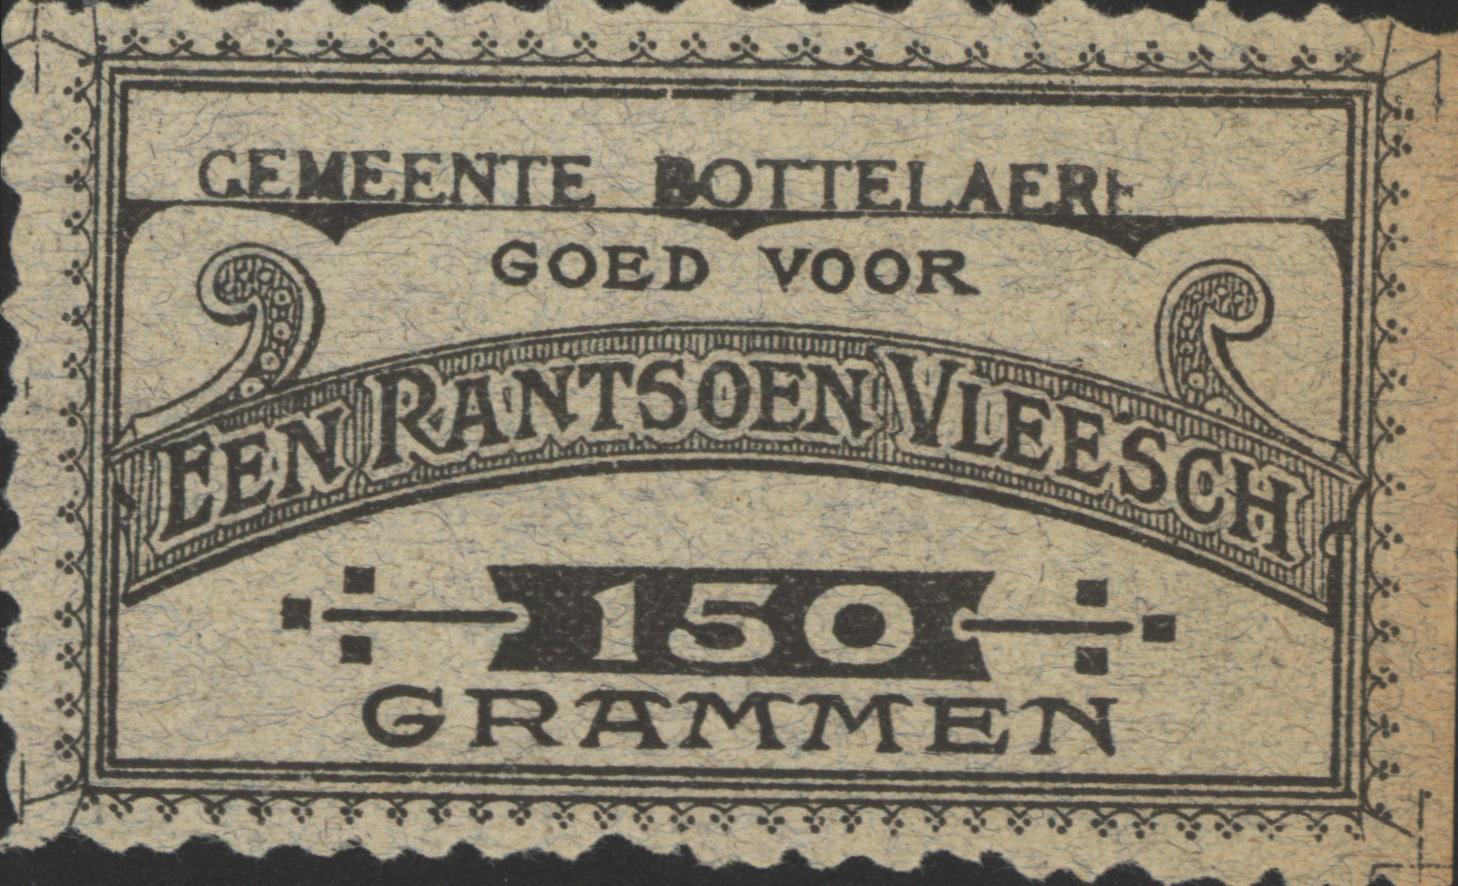 GEMEENTE BOTTELAERE
GOED VOOR
EEN RANTSOEN VLEESCH
150
GRAMMEN